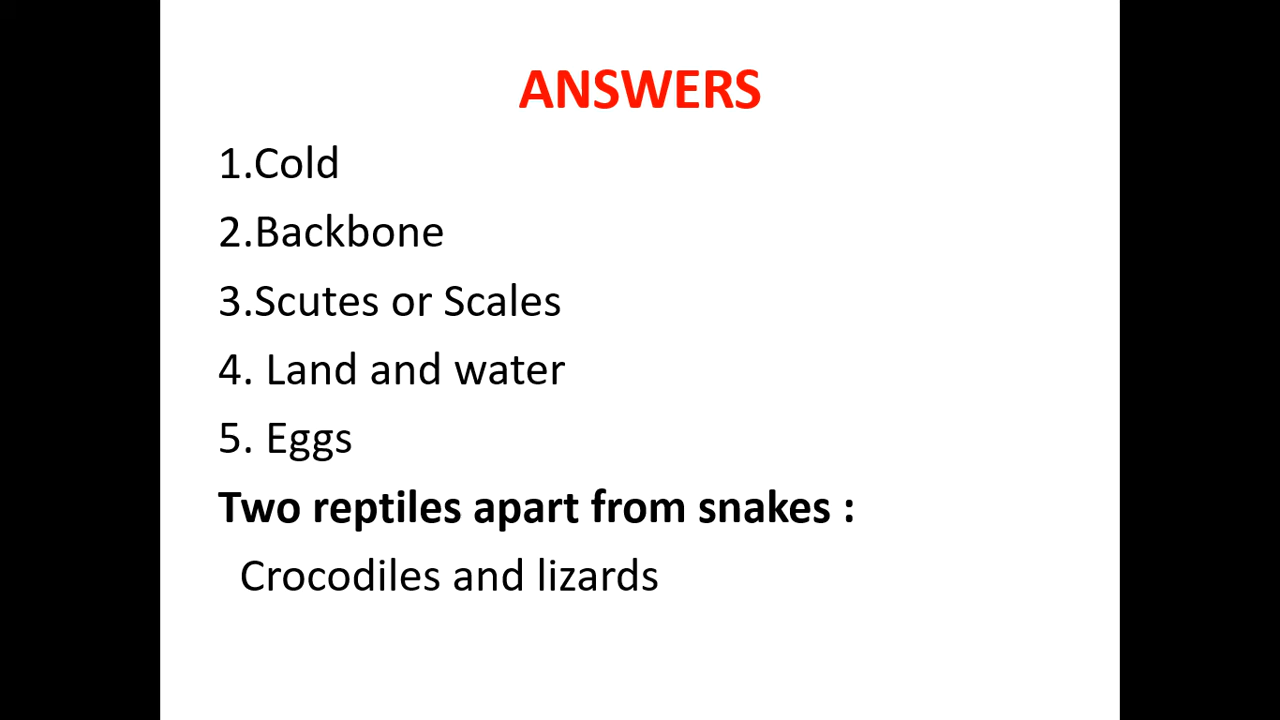 ANSWERS
1.Cold
2.Backbone
3.Scutes or Scales
4. Land and water
5. Eggs
Two reptiles apart from snakes :
Crocodiles and lizards